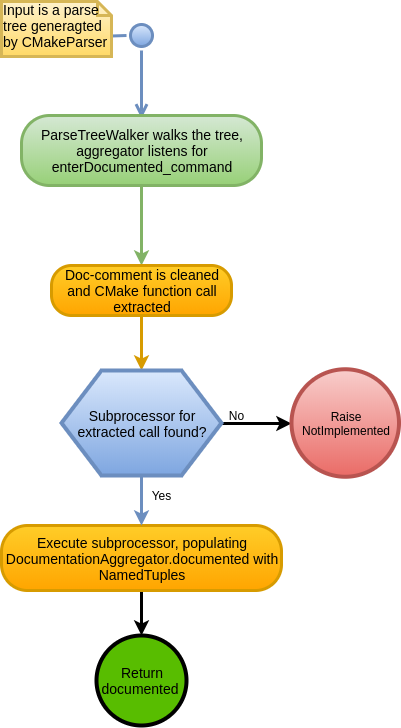 Input is a parse
tree generagted
by CMakeParser
ParseTreeWalker walks the tree,
aggregator listens for
enterDocumented_command
Doc-comment is cleaned
and CMake function call
extracted
Subprocessor for
extracted call found?
No
Raise
NotImplemented
Yes
Execute subprocessor, populating
DocumentationAggregator.documented with
NamedTuples
Return
documented